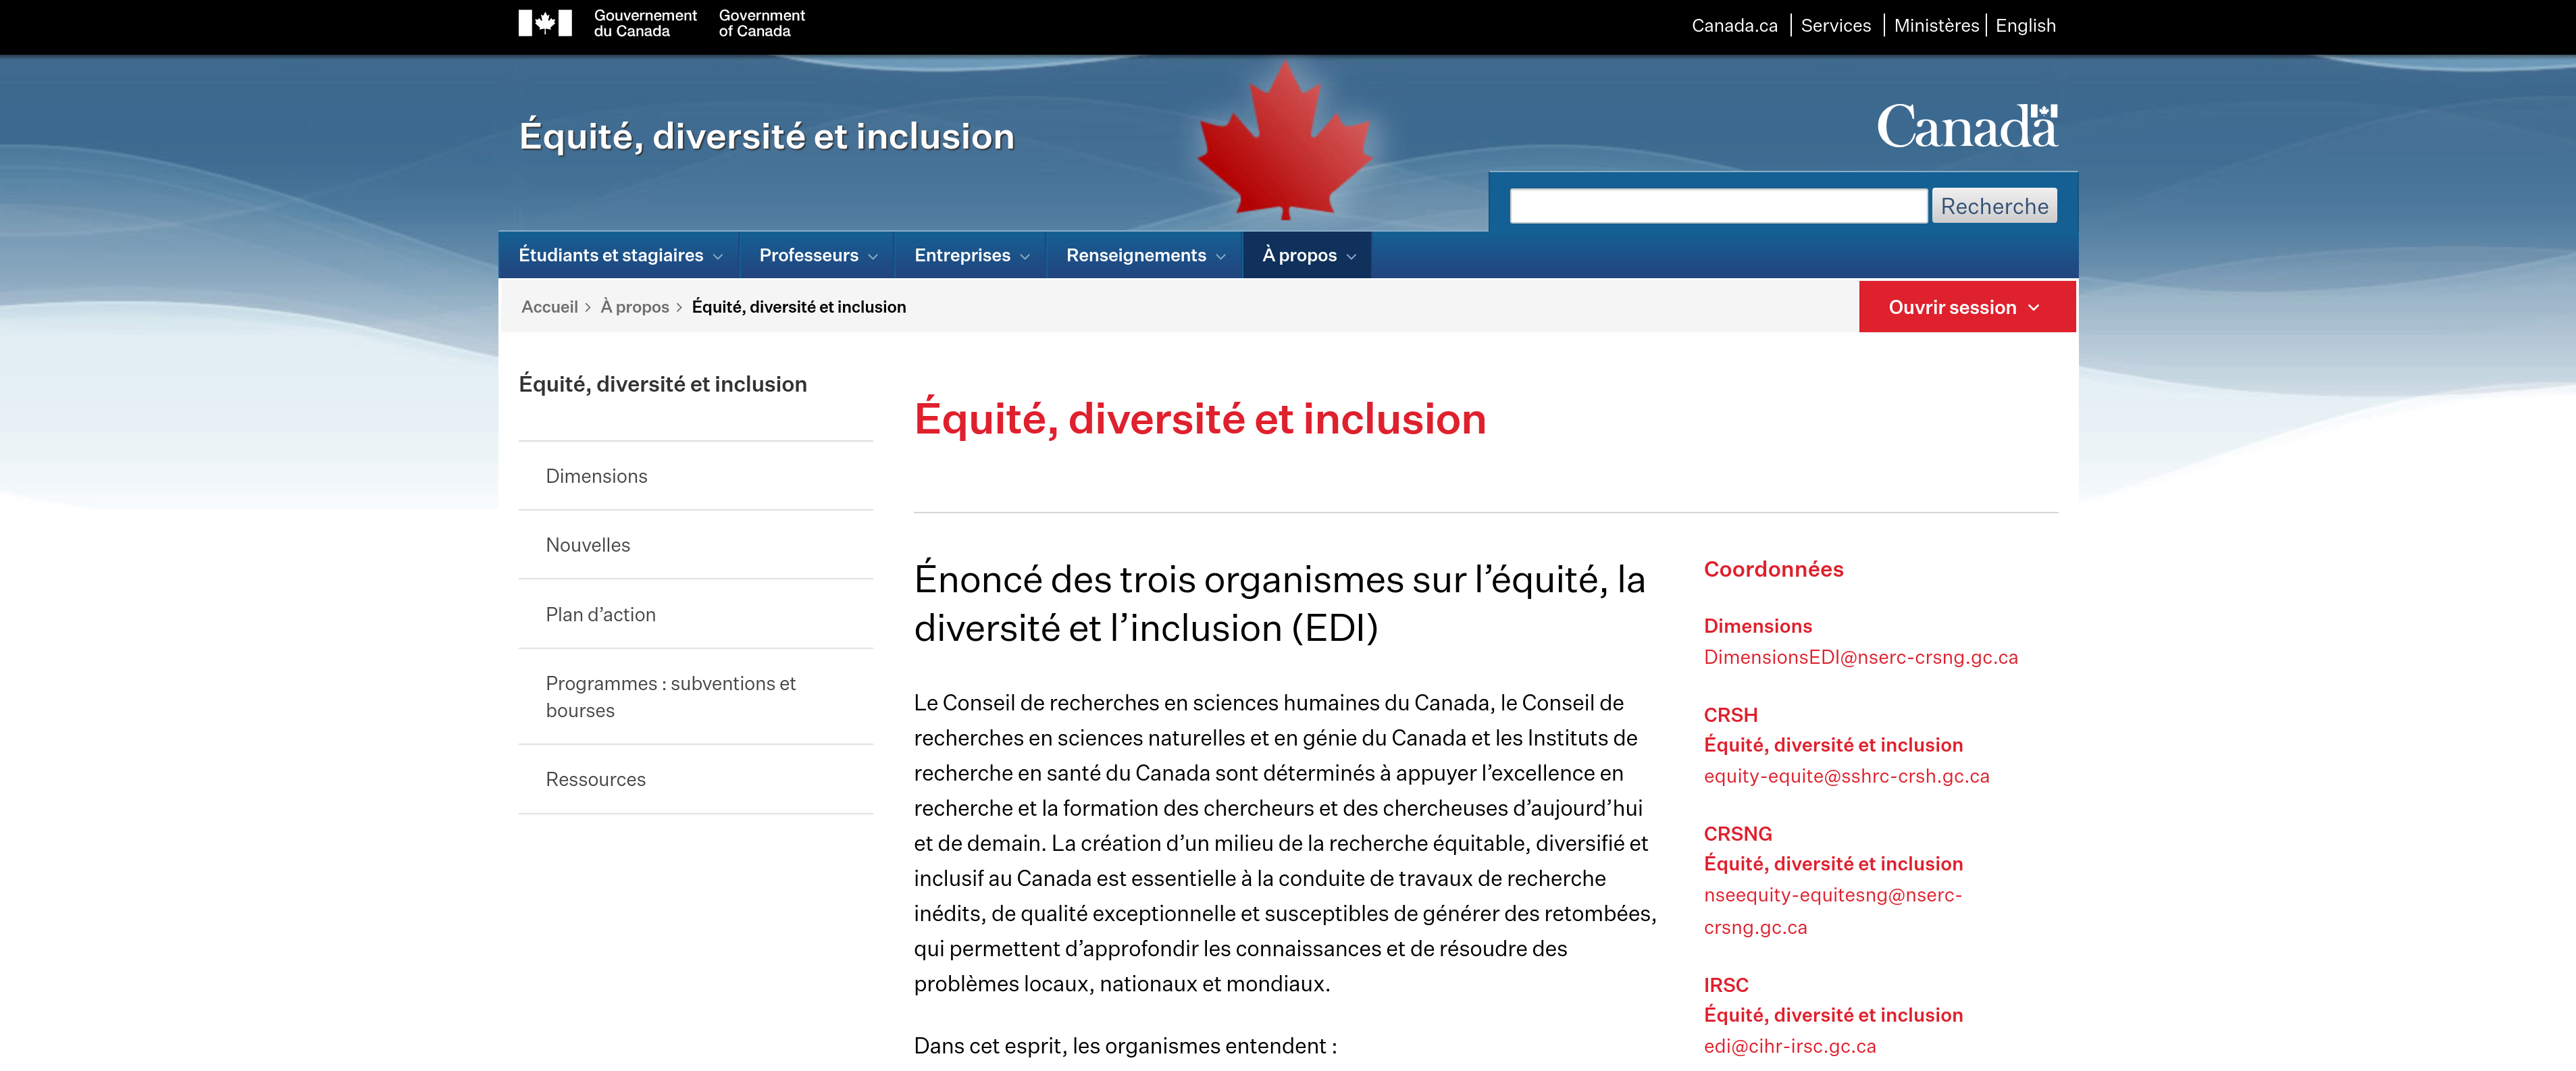 Gouvernement du Canada
Government of Canada
Canada.ca
Services
Ministères
English
Équité, diversité et inclusion
Canada
Recherche
Étudiants et stagiaires
Professeurs
Entreprises
Renseignements
À propos
Accueil
À propos
Équité, diversité et inclusion
Ouvrir session
Équité, diversité et inclusion
Dimensions
Nouvelles
Plan d’action
Programmes : subventions et
bourses
Ressources
Équité, diversité et inclusion
Énoncé des trois organismes sur l’équité, la
diversité et l’inclusion (EDI)
Le Conseil de recherches en sciences humaines du Canada, le Conseil de
recherches en sciences naturelles et en génie du Canada et les Instituts de
recherche en santé du Canada sont déterminés à appuyer l’excellence en
recherche et la formation des chercheurs et des chercheuses d’aujourd’hui
et de demain. La création d’un milieu de la recherche équitable, diversifié et
inclusif au Canada est essentielle à la conduite de travaux de recherche
inédits, de qualité exceptionnelle et susceptibles de générer des retombées,
qui permettent d’approfondir les connaissances et de résoudre des
problèmes locaux, nationaux et mondiaux.
Dans cet esprit, les organismes entendent :
Coordonnées
Dimensions
DimensionsEDI@nserc-crsng.gc.ca
CRSH
Équité, diversité et inclusion
equity-equite@sshrc-crsh.gc.ca
CRSNG
Équité, diversité et inclusion
nseequity-equitesng@nserc-
crsng.gc.ca
IRSC
Équité, diversité et inclusion
edi@cihr-irsc.gc.ca